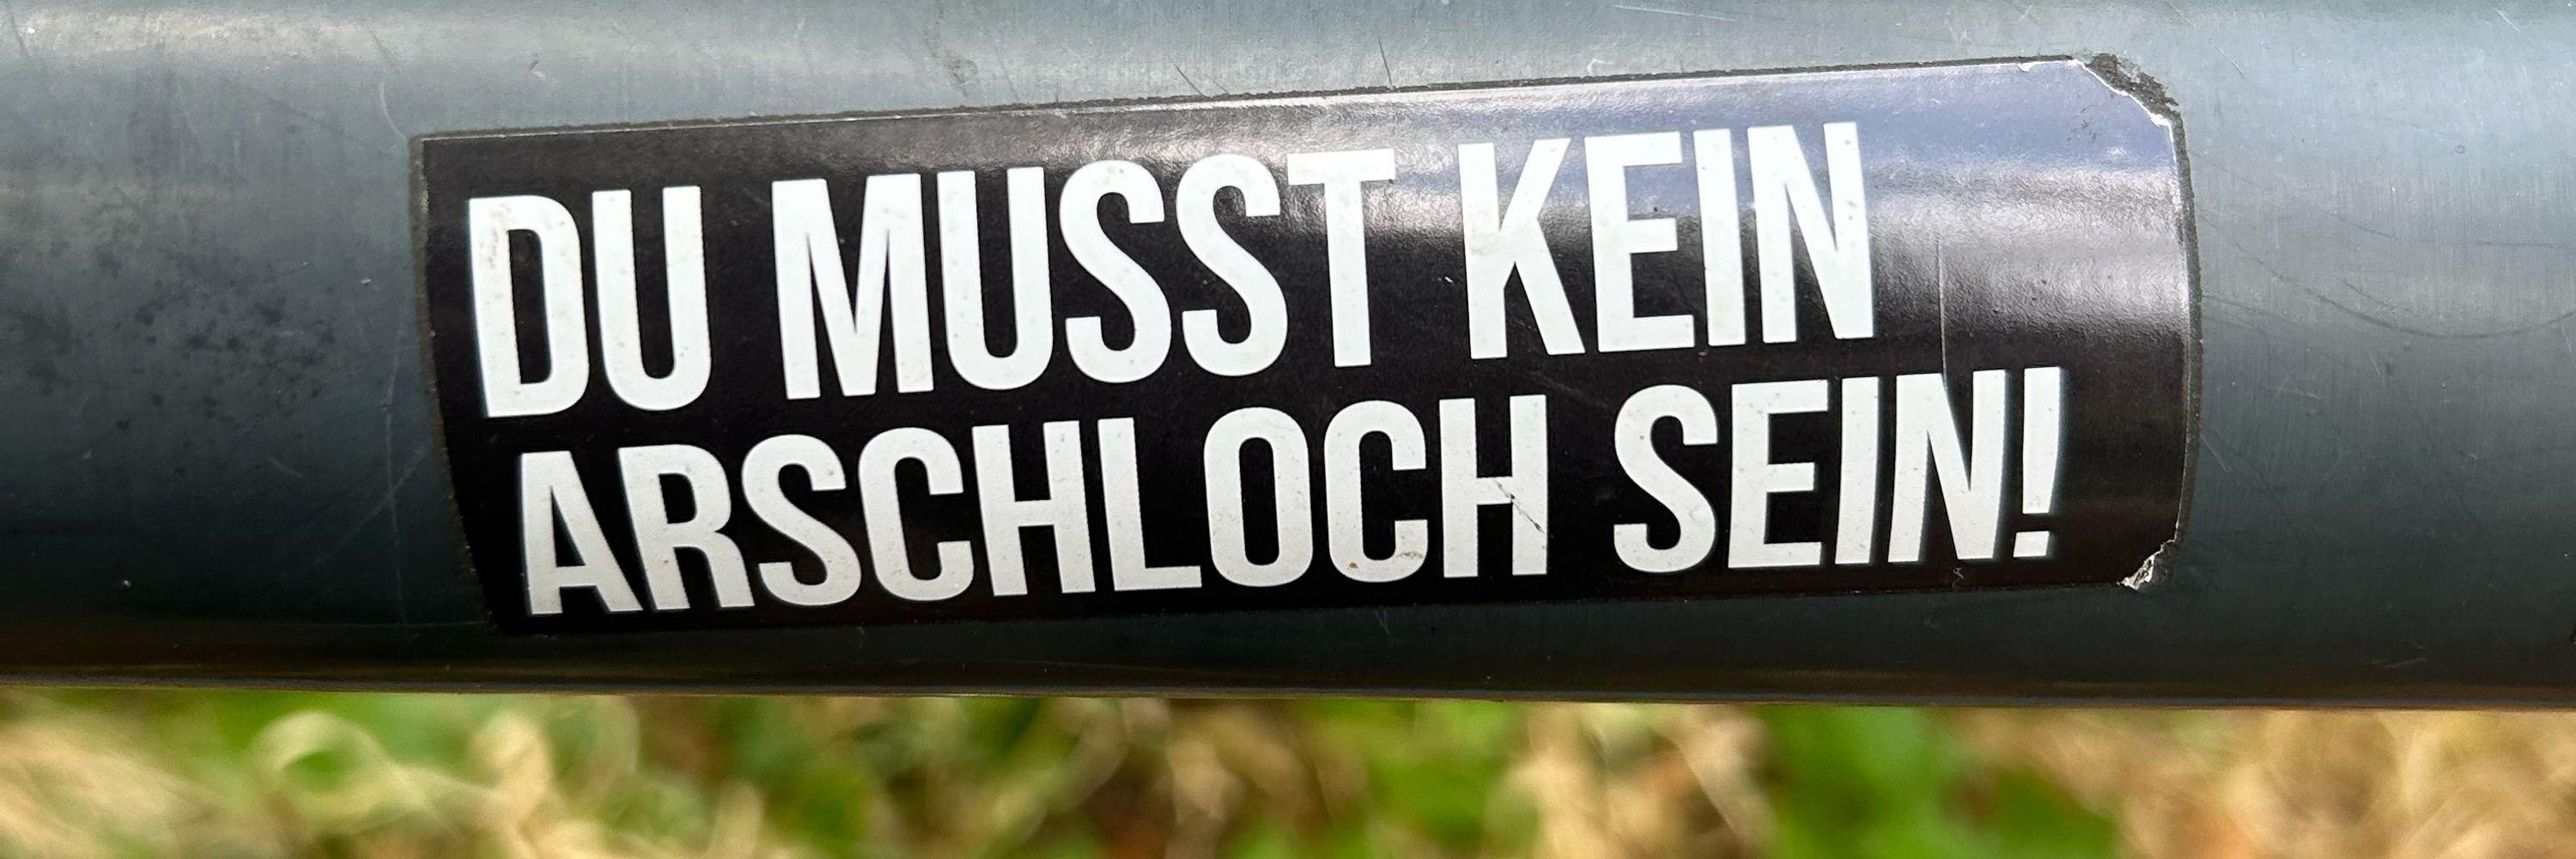 DU MUSST KEIN
ARSCHLOCH SEIN!